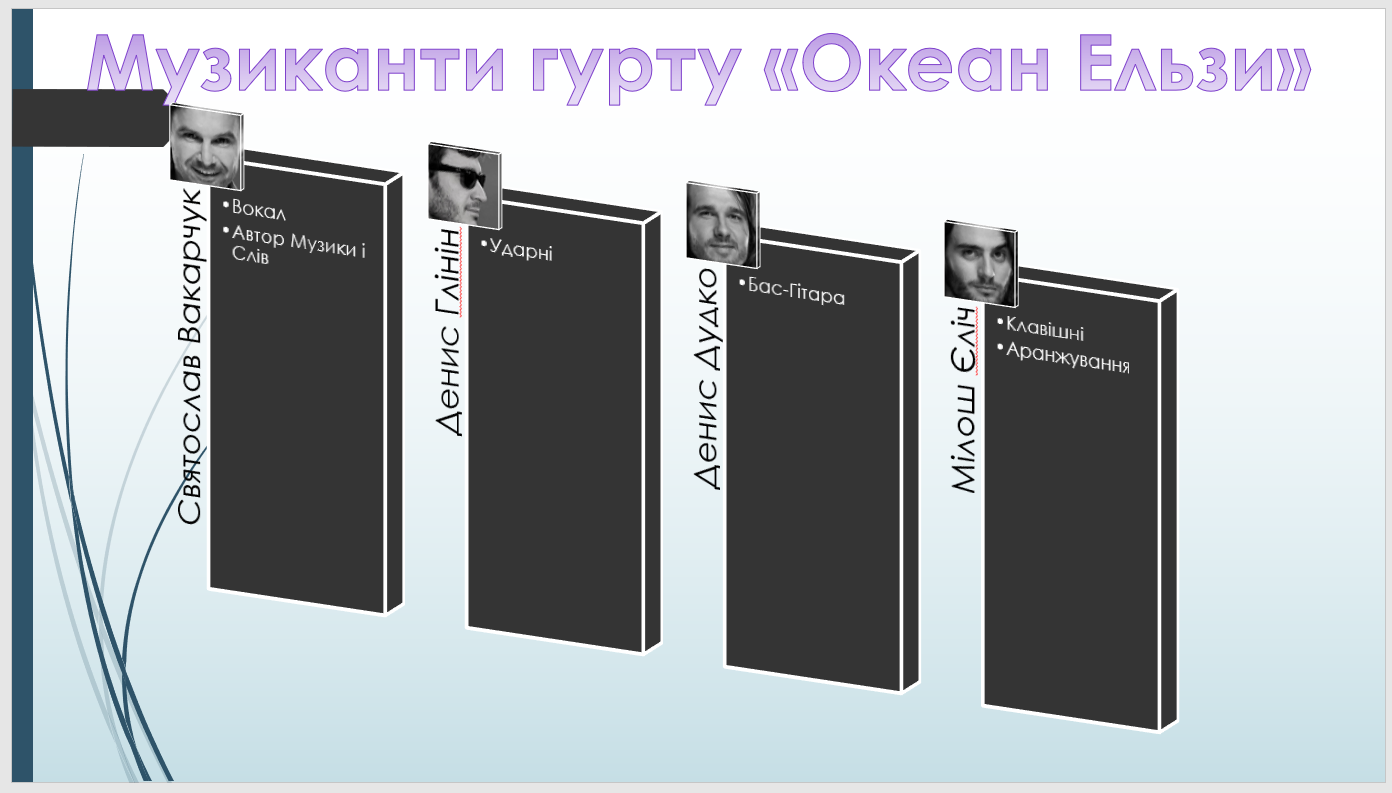 Музиканти гурту «Океан Ельзи»
Святослав Вакарчук
•Вокал
•Автор Музики і
Слів
Денис Глінін
•Ударні
Денис Дудко
•Бас-Гітара
Мілош Єліч
•Клавішні
•Аранжування